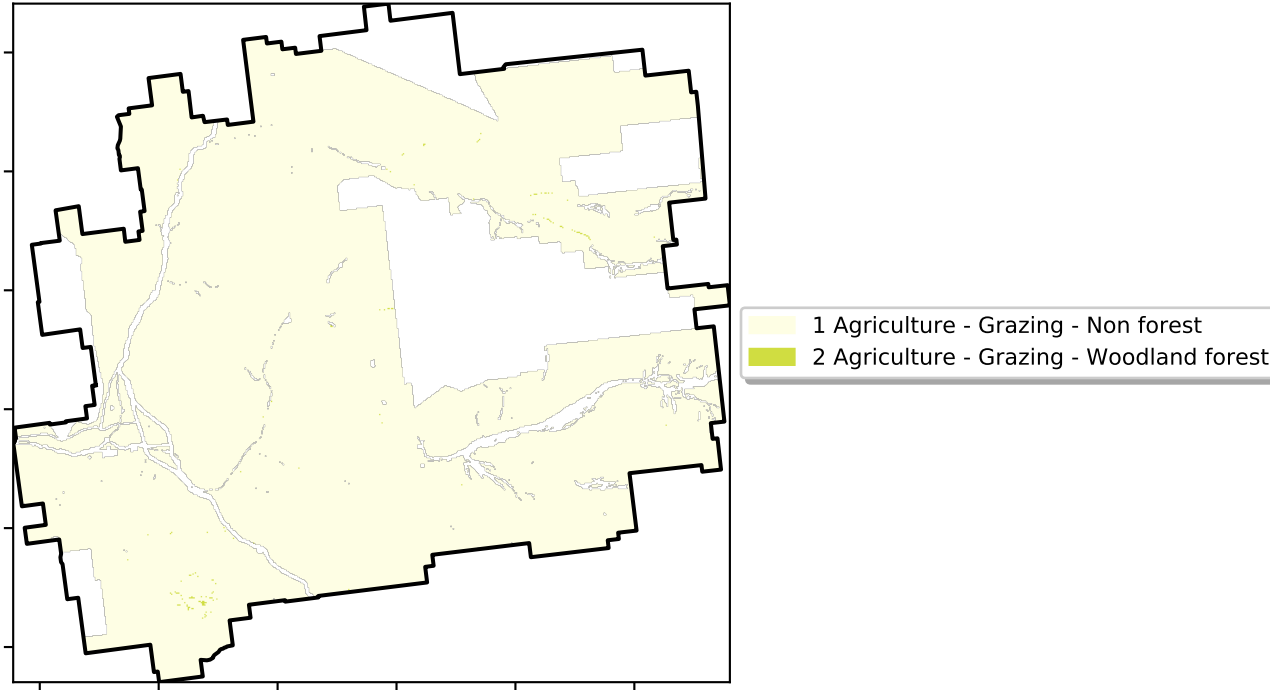 1 Agriculture - Grazing - Non forest
2 Agriculture - Grazing - Woodland forest